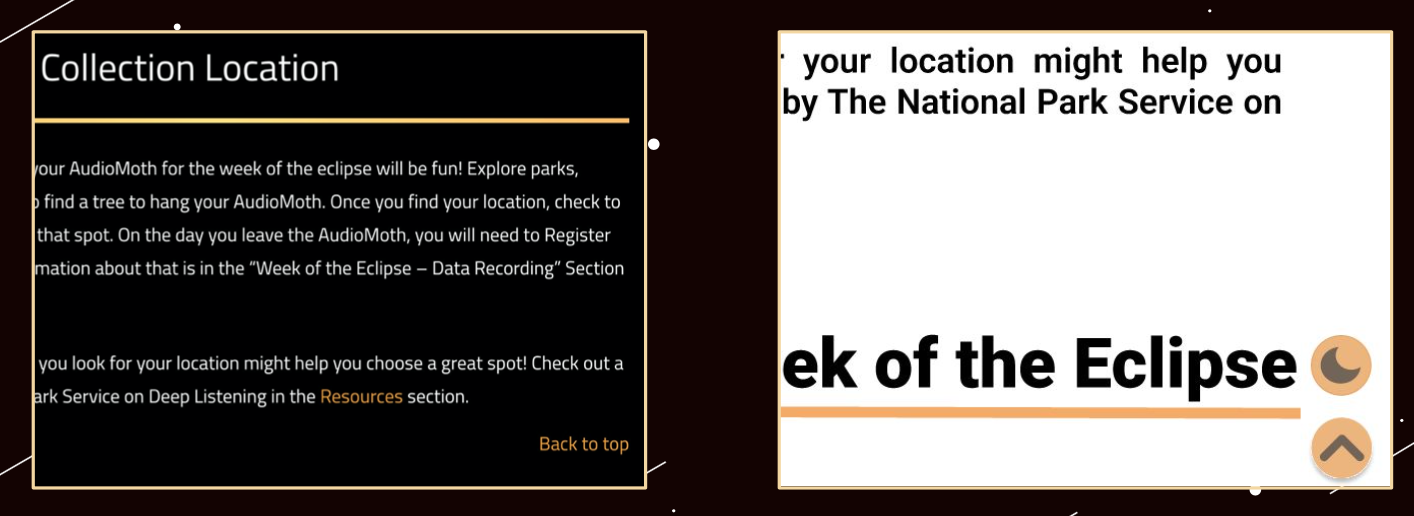 Collection Location
your AudioMoth for the week of the eclipse will be fun! Explore parks,
find a tree to hang your AudioMoth. Once you find your location, check to
that spot. On the day you leave the AudioMoth, you will need to Register
mation about that is in the “Week of the Eclipse – Data Recording” Section
you look for your location might help you choose a great spot! Check out a
ark Service on Deep Listening in the Resources section.
Back to top
your location might help you
by The National Park Service on
ek of the Eclipse